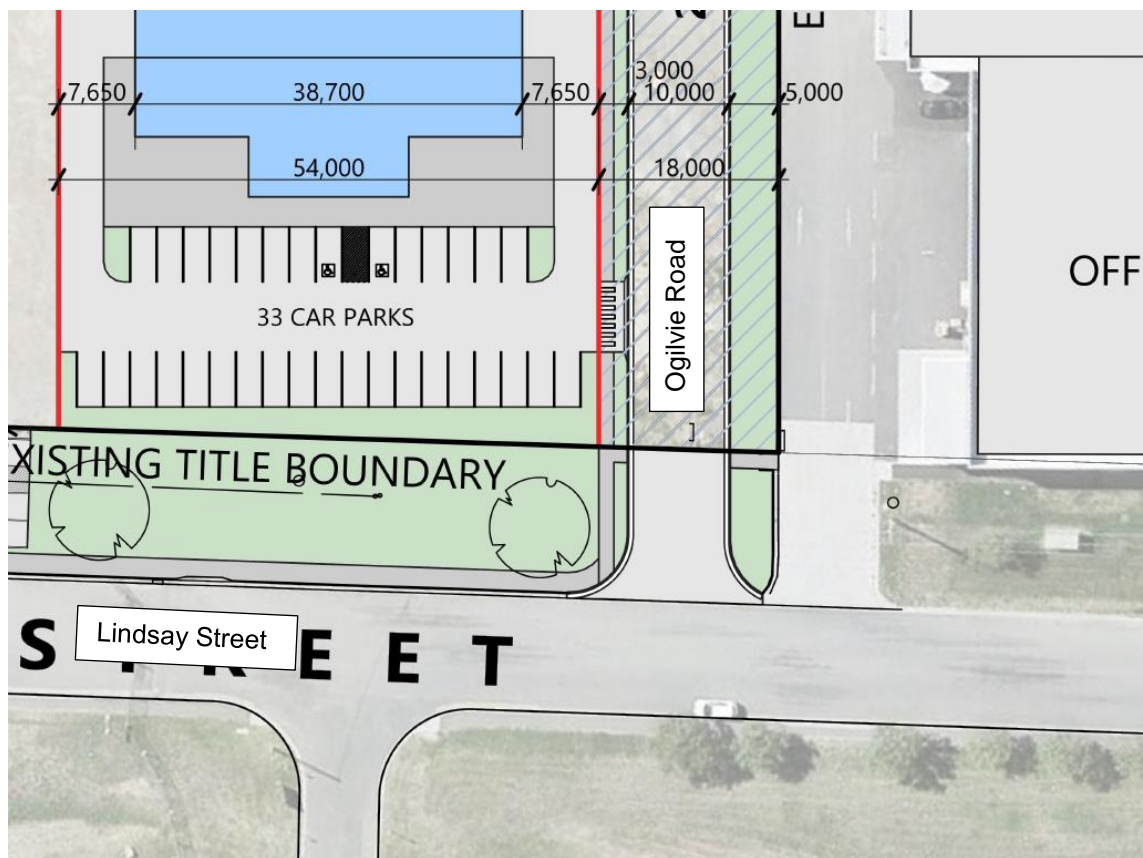 E
3,000
7,650
38,700
7,650
10,000
5,000
54,000
18,000
Ogilvie Road
OFF
33 CAR PARKS
XISTING TITLE BOUNDARY
Lindsay Street
S
E E T